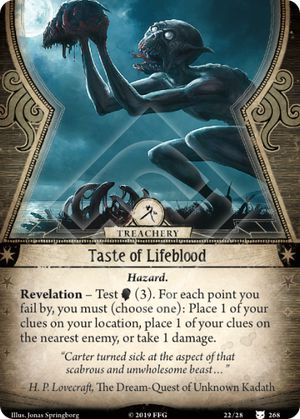 TREACHERY
Taste of Lifeblood
Hazard.
Revelation – Test (3). For each point you
fail by, you must (choose one): Place 1 of your
clues on your location, place 1 of your clues on
the nearest enemy, or take 1 damage.
“Carter turned sick at the aspect of that
scabrous and unwholesome beast…”
– H. P. Lovecraft, The Dream-Quest of Unknown Kadath
Illus. Jonas Springborg © 2019 FFG 22/28 268